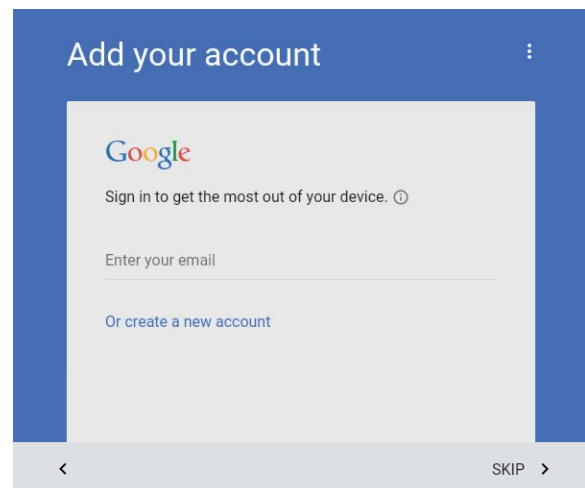 Add your account
Google
Sign in to get the most out of your device.
Enter your email
Or create a new account
SKIP